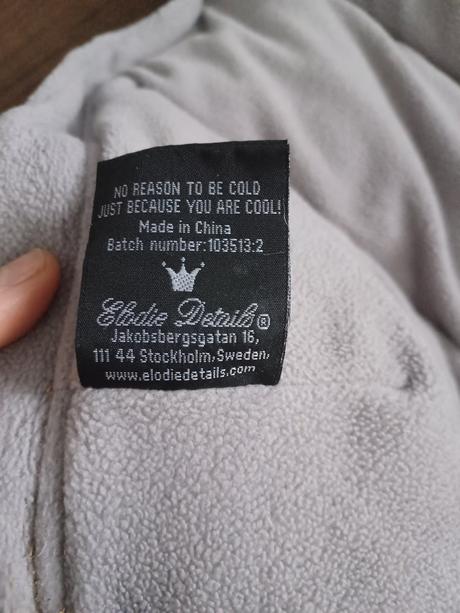 NO REASON TO BE COLD
JUST BECAUSE YOU ARE COOL!
Made in China
Batch number:103513:2
Elodie Details®
Jakobsbergsgatan 16,
111 44 Stockholm,Sweden,
www.elodiedetails.com